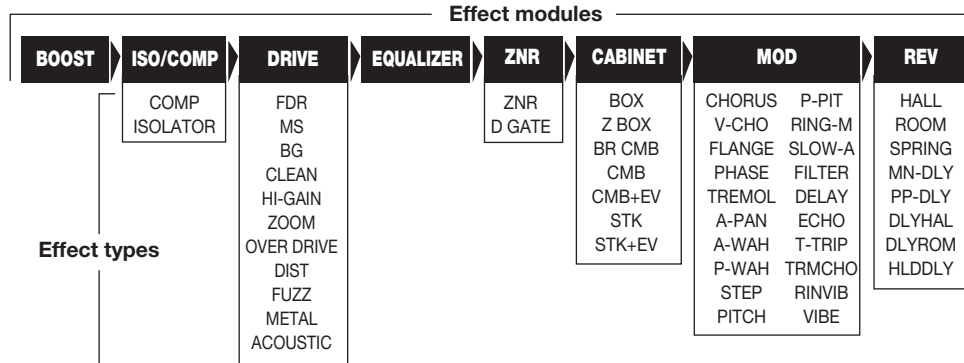 Effect modules
BOOST ISO/COMP DRIVE EQUALIZER ZNR CABINET MOD REV
COMP
ISOLATOR
FDR
MS
BG
CLEAN
HI-GAIN
ZOOM
OVER DRIVE
DIST
FUZZ
METAL
ACOUSTIC
ZNR
D GATE
BOX
Z BOX
BR CMB
CMB
CMB+EV
STK
STK+EV
CHORUS P-PIT
V-CHO RING-M
FLANGE SLOW-A
PHASE FILTER
TREMOL DELAY
A-PAN ECHO
A-WAH T-TRIP
P-WAH TRMCHO
STEP RINVIB
PITCH VIBE
HALL
ROOM
SPRING
MN-DLY
PP-DLY
DLYHAL
DLYROM
HLDDLY
Effect types